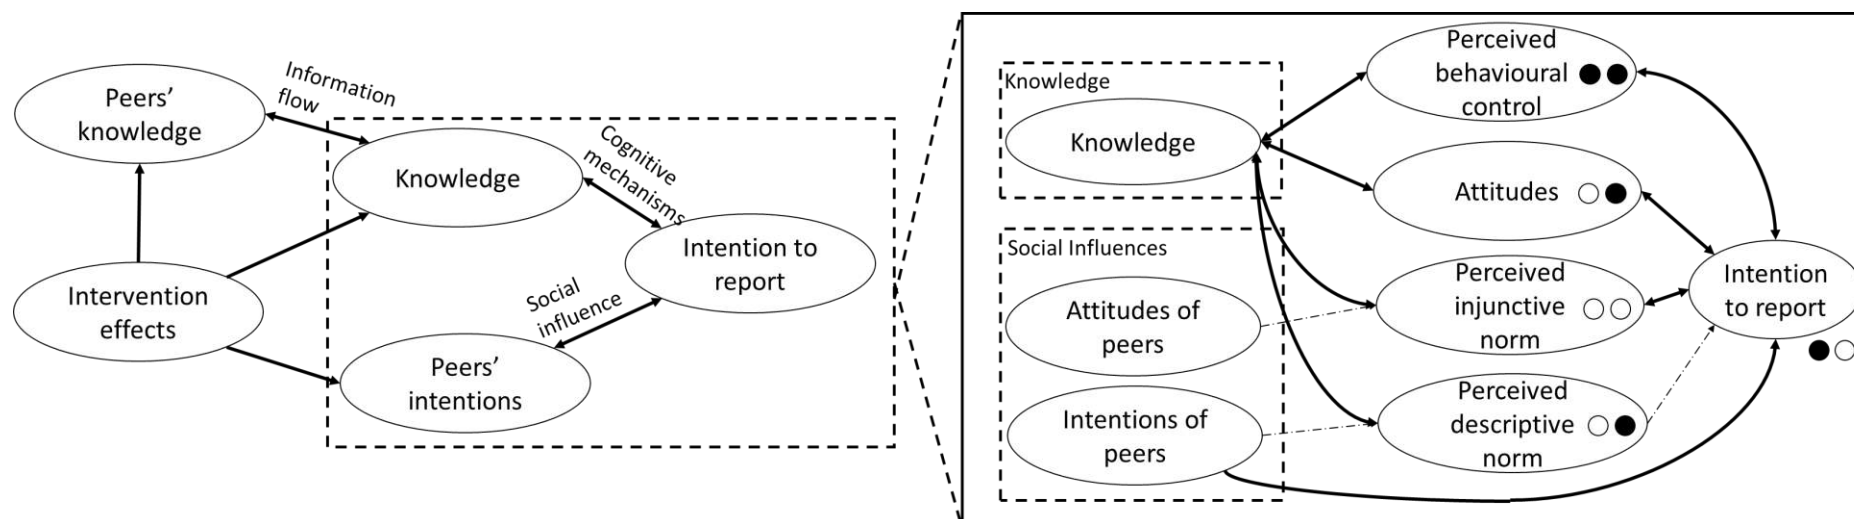 Peers’
knowledge
Information
flow
Knowledge
Cognitive
mechanisms
Intention to
report
Intervention
effects
Social
influence
Peers’
intentions
Knowledge
Knowledge
Social Influences
Attitudes of
peers
Intentions of
peers
Perceived
behavioural
control
Attitudes
Perceived
injunctive
norm
Perceived
descriptive
norm
Intention
to report